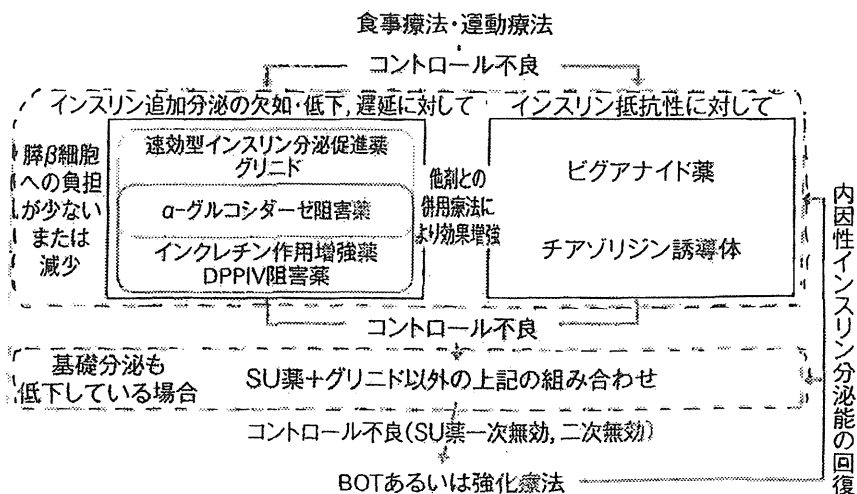 食事療法・運動療法
コントロール不良
インスリン追加分泌の欠如・低下,遅延に対して
インスリン抵抗性に対して
膵β細胞
への負担
が少ない
または
減少
速効型インスリン分泌促進薬
グリニド
α-グルコシダーゼ阻害薬
インクレチン作用増強薬
DPPIV阻害薬
他剤との
併用療法に
より効果増強
ビグアナイド薬
チアゾリジン誘導体
コントロール不良
基礎分泌も
低下している場合
SU薬+グリニド以外の上記の組み合わせ
コントロール不良(SU薬一次無効,二次無効)
BOTあるいは強化療法
内因性インスリン分泌能の回復